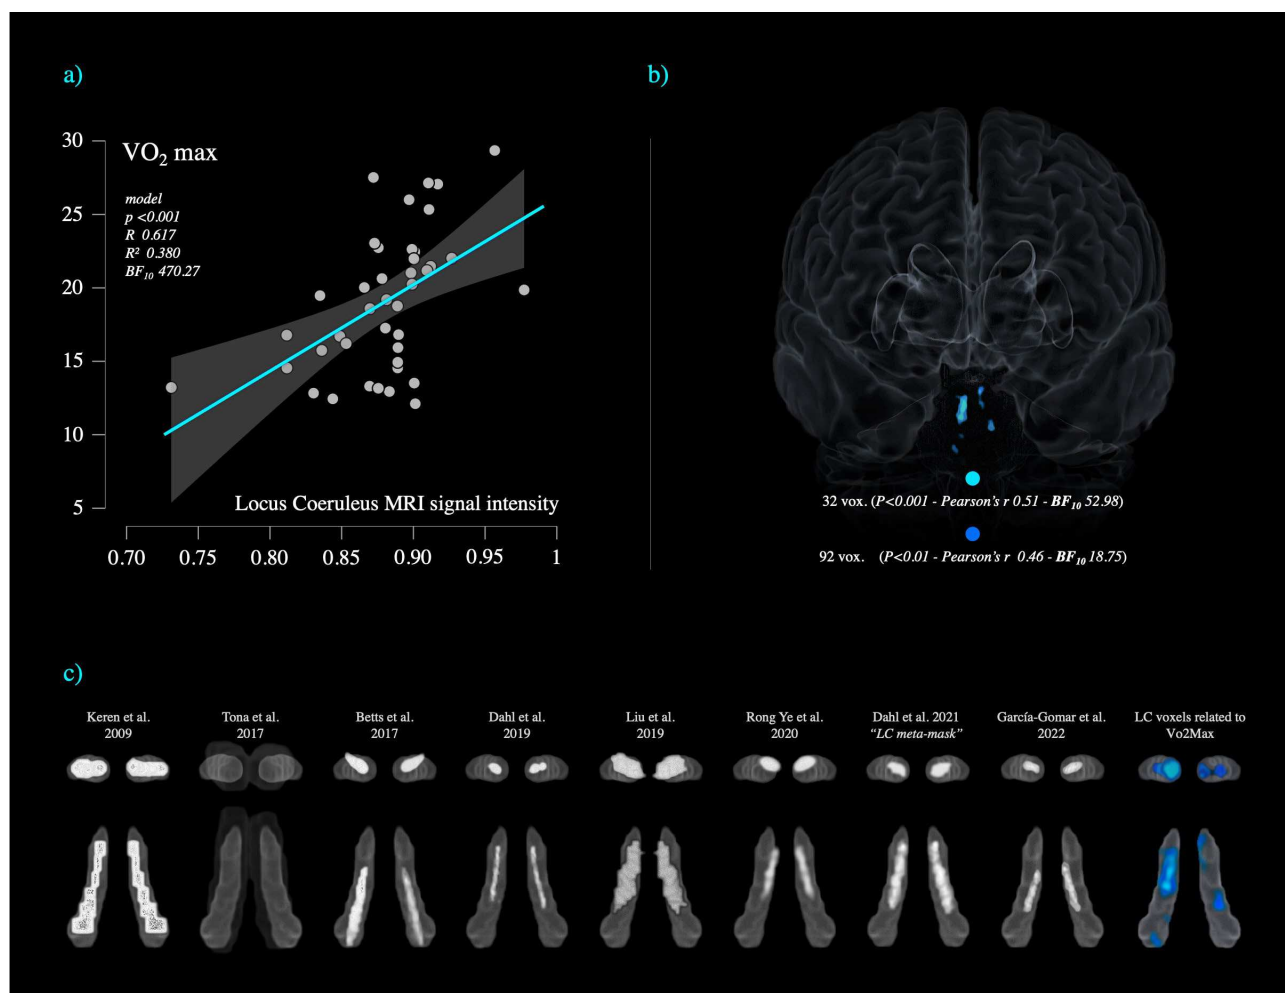 a)
30
25
20
15
10
5
VO₂ max
model
p <0.001
R 0.617
R² 0.380
BF₁₀ 470.27
Locus Coeruleus MRI signal intensity
0.70 0.75 0.80 0.85 0.90 0.95 1
b)
32 vox. (P<0.001 - Pearson's r 0.51 - BF₁₀ 52.98)
92 vox. (P<0.01 - Pearson's r 0.46 - BF₁₀ 18.75)
c)
Keren et al.
2009
Tona et al.
2017
Betts et al.
2017
Dahl et al.
2019
Liu et al.
2019
Rong Ye et al.
2020
Dahl et al. 2021
“LC meta-mask”
García-Gomar et al.
2022
LC voxels related to
Vo2Max